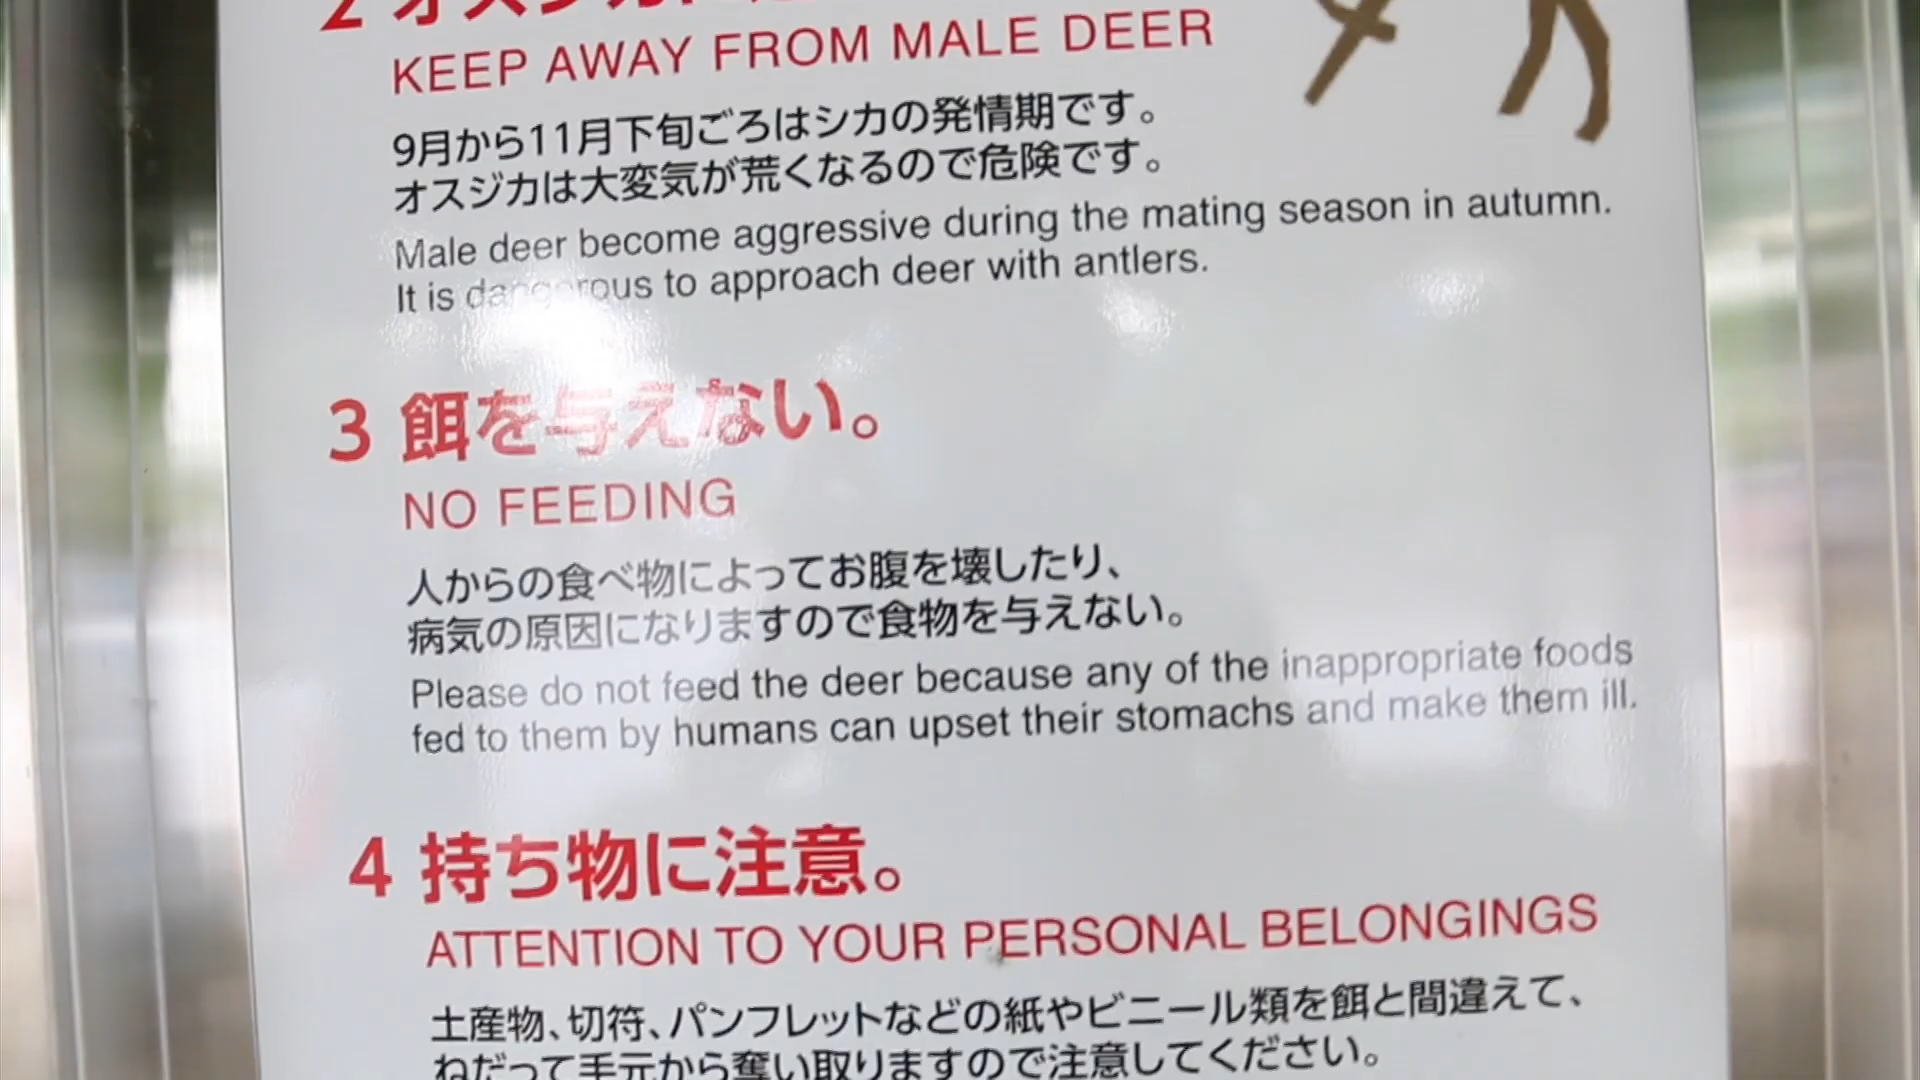 2 オスジカに
KEEP AWAY FROM MALE DEER
9月から11月下旬ごろはシカの発情期です。
オスジカは大変気が荒くなるので危険です。
Male deer become aggressive during the mating season in autumn.
It is dangerous to approach deer with antlers.
3 餌を与えない。
NO FEEDING
人からの食べ物によってお腹を壊したり、
病気の原因になりますので食物を与えない。
Please do not feed the deer because any of the inappropriate foods
fed to them by humans can upset their stomachs and make them ill.
4 持ち物に注意。
ATTENTION TO YOUR PERSONAL BELONGINGS
土産物、切符、パンフレットなどの紙やビニール類を餌と間違えて、
ねだって手元から奪い取りますので注意してください。